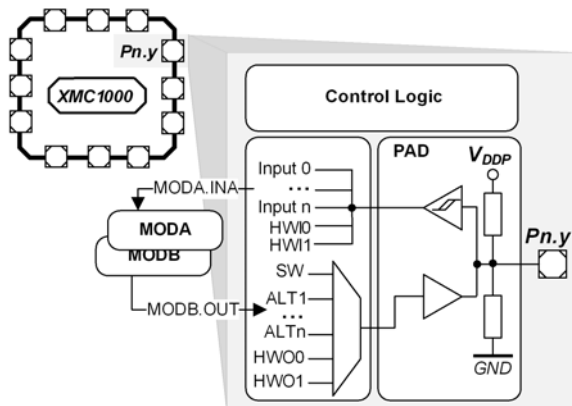 Pn.y
XMC1000
Control Logic
PAD
VDDP
Input 0
...
Input n
HWI0
HWI1
MODA.INA
MODA
MODB
MODB.OUT
SW
ALT1
...
ALTn
HWO0
HWO1
Pn.y
GND